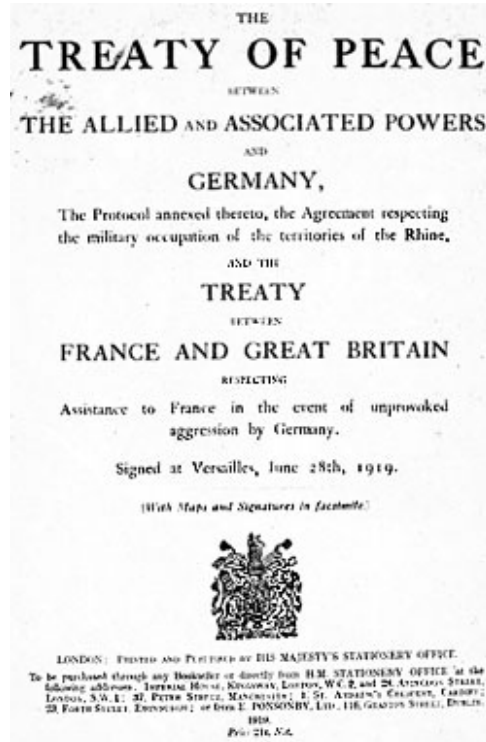 THE
TREATY OF PEACE
BETWEEN
THE ALLIED AND ASSOCIATED POWERS
AND
GERMANY,
The Protocol annexed thereto, the Agreement respecting
the military occupation of the territories of the Rhine,
AND THE
TREATY
BETWEEN
FRANCE AND GREAT BRITAIN
RESPECTING
Assistance to France in the event of unprovoked
aggression by Germany.
Signed at Versailles, June 28th, 1919.
(With Maps and Signatures in facsimile.)
LONDON: PRINTED AND PUBLISHED BY HIS MAJESTY'S STATIONERY OFFICE.
To be purchased through any Bookseller or directly from H.M. STATIONERY OFFICE at the
following addresses: IMPERIAL HOUSE, KINGSWAY, LONDON, W.C. 2, and 28, ABINGDON STREET,
LONDON, S.W. 1; 37, PETER STREET, MANCHESTER; 1, ST. ANDREW'S CRESCENT, CARDIFF;
23, FORTH STREET, EDINBURGH; or from E. PONSONBY, LTD., 116, GRAFTON STREET, DUBLIN.
1919.
Price 21s. Net.